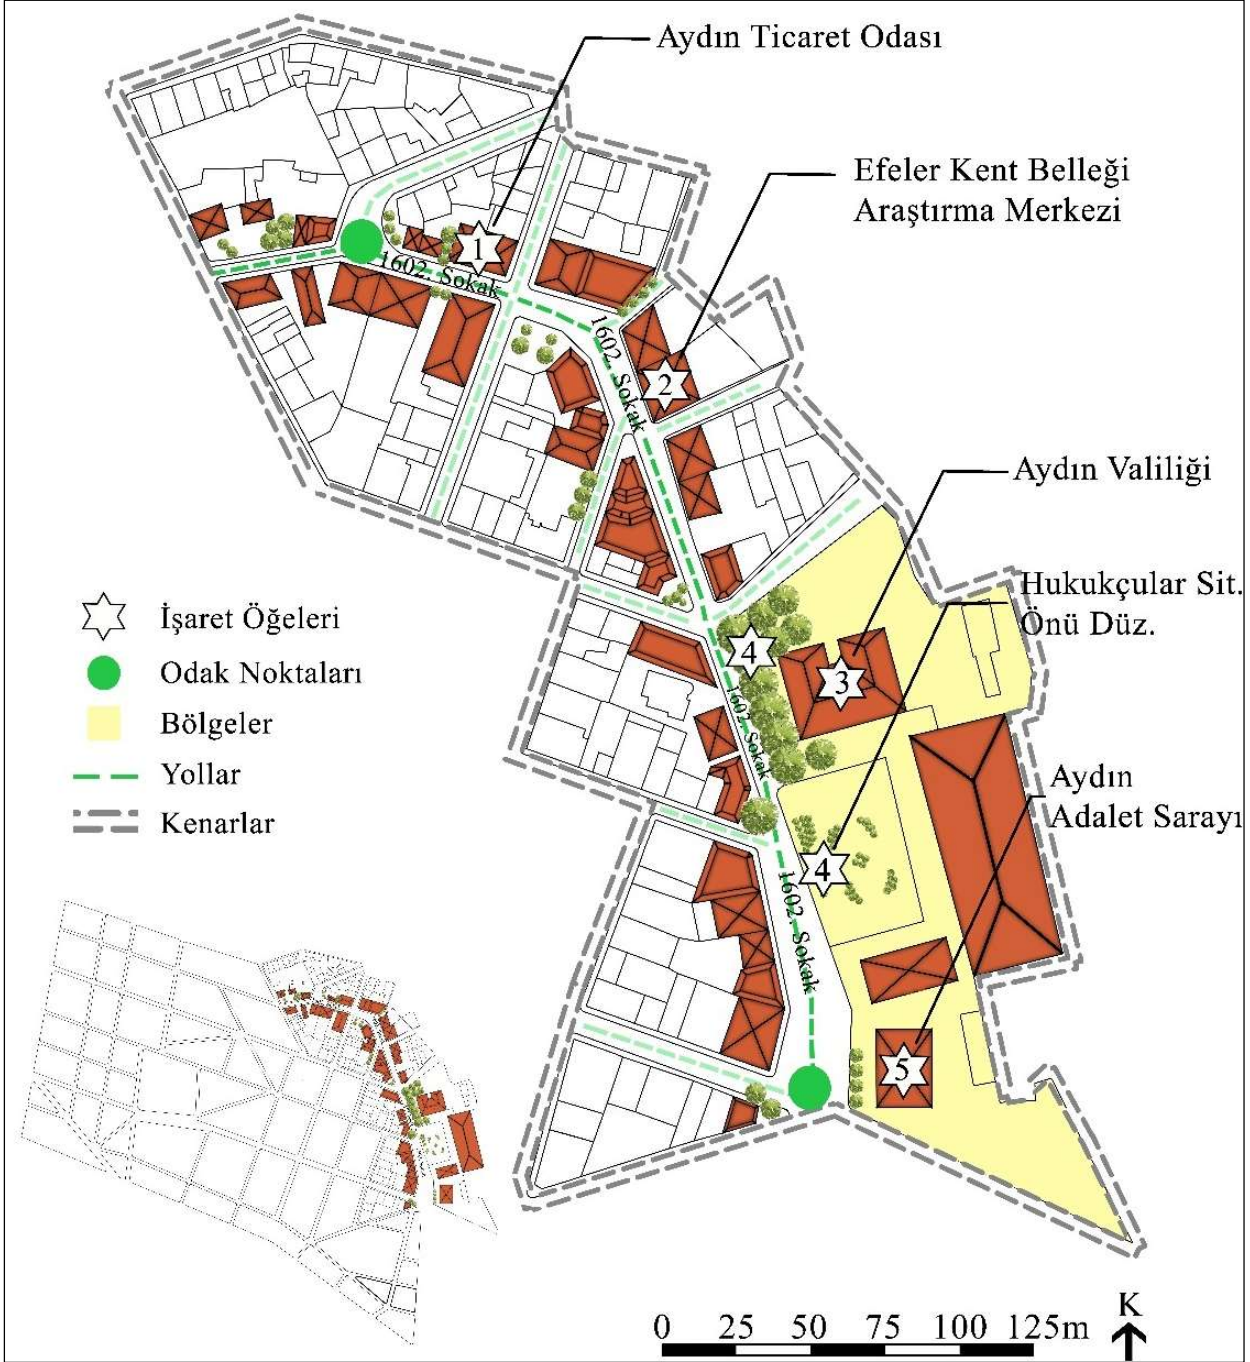 Aydın Ticaret Odası
Efeler Kent Belleği
Araştırma Merkezi
1
1602. Sokak
1602. Sokak
2
Aydın Valiliği
Hukukçular Sit.
Önü Düz.
4
3
1602. Sokak
Aydın
Adalet Sarayı
4
1602. Sokak
5
İşaret Öğeleri
Odak Noktaları
Bölgeler
Yollar
Kenarlar
0 25 50 75 100 125m
K